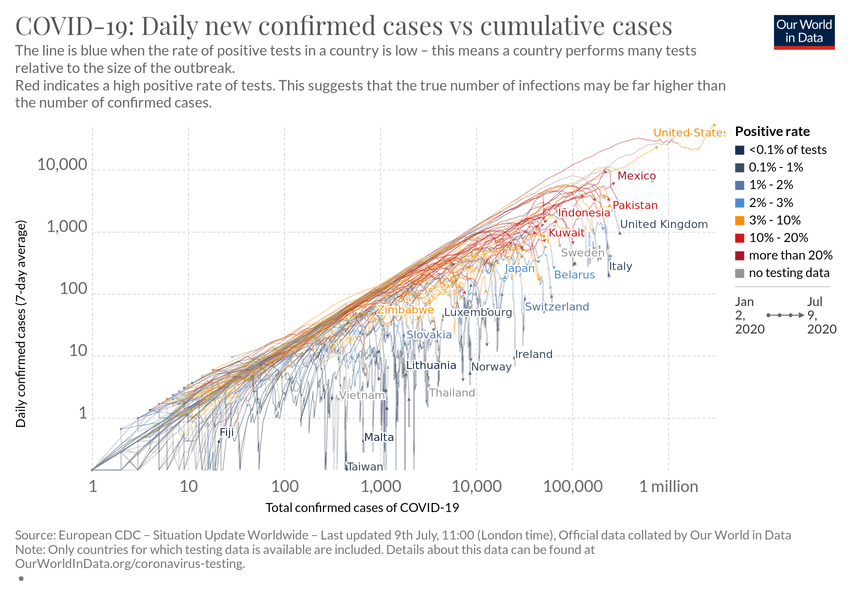 COVID-19: Daily new confirmed cases vs cumulative cases
Our World
in Data
The line is blue when the rate of positive tests in a country is low – this means a country performs many tests
relative to the size of the outbreak.
Red indicates a high positive rate of tests. This suggests that the true number of infections may be far higher than
the number of confirmed cases.
Daily confirmed cases (7-day average)
10,000
1,000
100
10
1
United States
Mexico
Pakistan
Indonesia
United Kingdom
Kuwait
Sweden
Italy
Japan
Belarus
Zimbabwe
Luxembourg
Switzerland
Slovakia
Ireland
Lithuania
Norway
Vietnam
Thailand
Fiji
Malta
Taiwan
1
10
100
1,000
10,000
100,000
1 million
Total confirmed cases of COVID-19
Positive rate
<0.1% of tests
0.1% - 1%
1% - 2%
2% - 3%
3% - 10%
10% - 20%
more than 20%
no testing data
Jan
2,
2020
Jul
9,
2020
Source: European CDC – Situation Update Worldwide – Last updated 9th July, 11:00 (London time), Official data collated by Our World in Data
Note: Only countries for which testing data is available are included. Details about this data can be found at
OurWorldInData.org/coronavirus-testing.